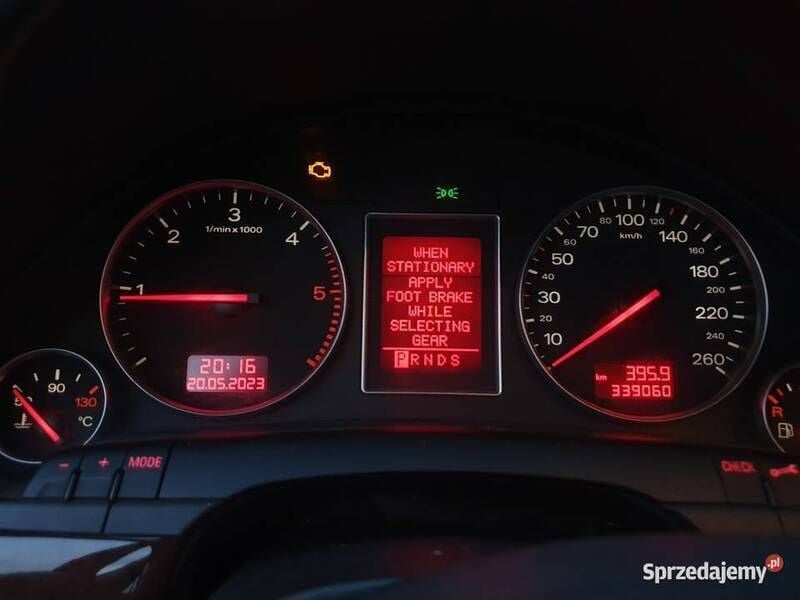 3
1/min x 1000
2
4
1
5
20:16
20.05.2023
WHEN
STATIONARY
APPLY
FOOT BRAKE
WHILE
SELECTING
GEAR
PRNDS
80 100 120
60 70 km/h 140
50 160
40 180
30 200
20 220
10 240
260
km 395.9
339060
90
130
°C
R
- + MODE
CHECK
Sprzedajemy.pl